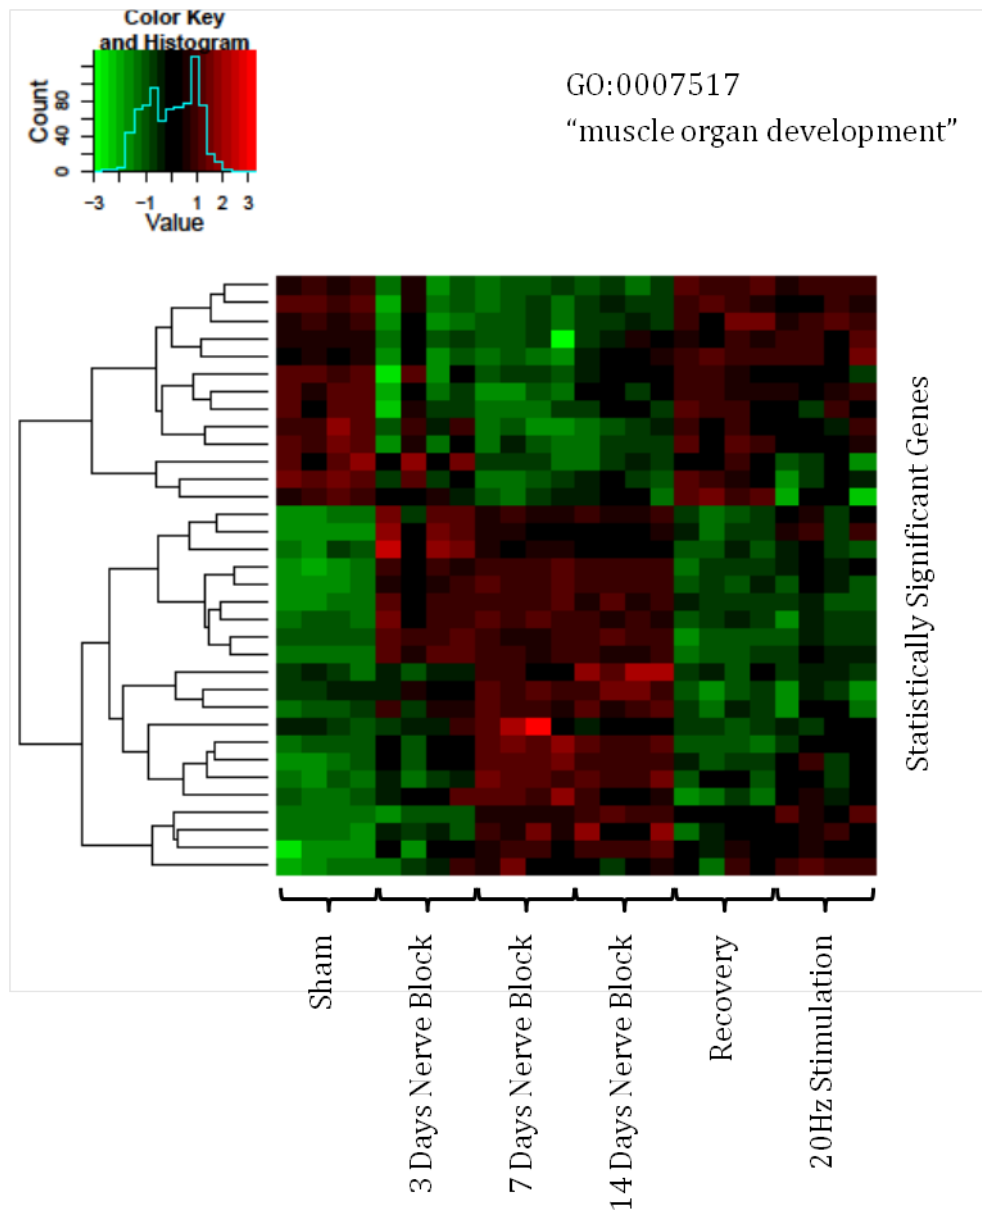 Color Key
and Histogram
Count
0 40 80
-3 -1 1 2 3
Value
GO:0007517
“muscle organ development”
Statistically Significant Genes
Sham
3 Days Nerve Block
7 Days Nerve Block
14 Days Nerve Block
Recovery
20Hz Stimulation